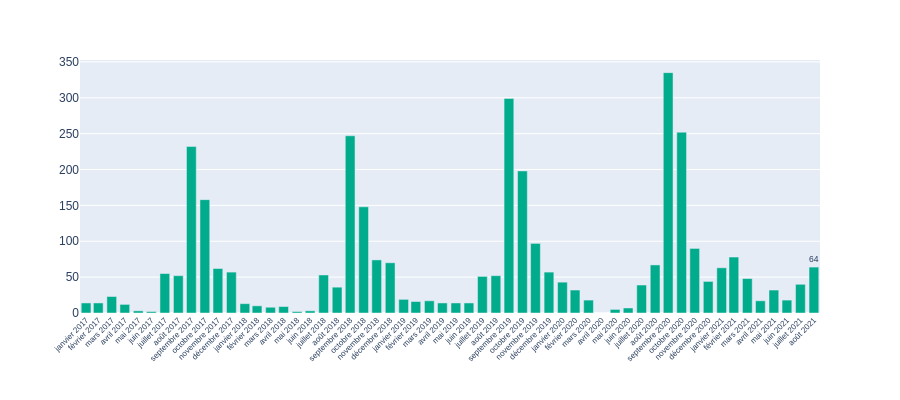 350
300
250
200
150
100
50
0
64
janvier 2017
février 2017
mars 2017
avril 2017
mai 2017
juin 2017
juillet 2017
août 2017
septembre 2017
octobre 2017
novembre 2017
décembre 2017
janvier 2018
février 2018
mars 2018
avril 2018
mai 2018
juin 2018
juillet 2018
août 2018
septembre 2018
octobre 2018
novembre 2018
décembre 2018
janvier 2019
février 2019
mars 2019
avril 2019
mai 2019
juin 2019
juillet 2019
août 2019
septembre 2019
octobre 2019
novembre 2019
décembre 2019
janvier 2020
février 2020
mars 2020
avril 2020
mai 2020
juin 2020
juillet 2020
août 2020
septembre 2020
octobre 2020
novembre 2020
décembre 2020
janvier 2021
février 2021
mars 2021
avril 2021
mai 2021
juin 2021
juillet 2021
août 2021